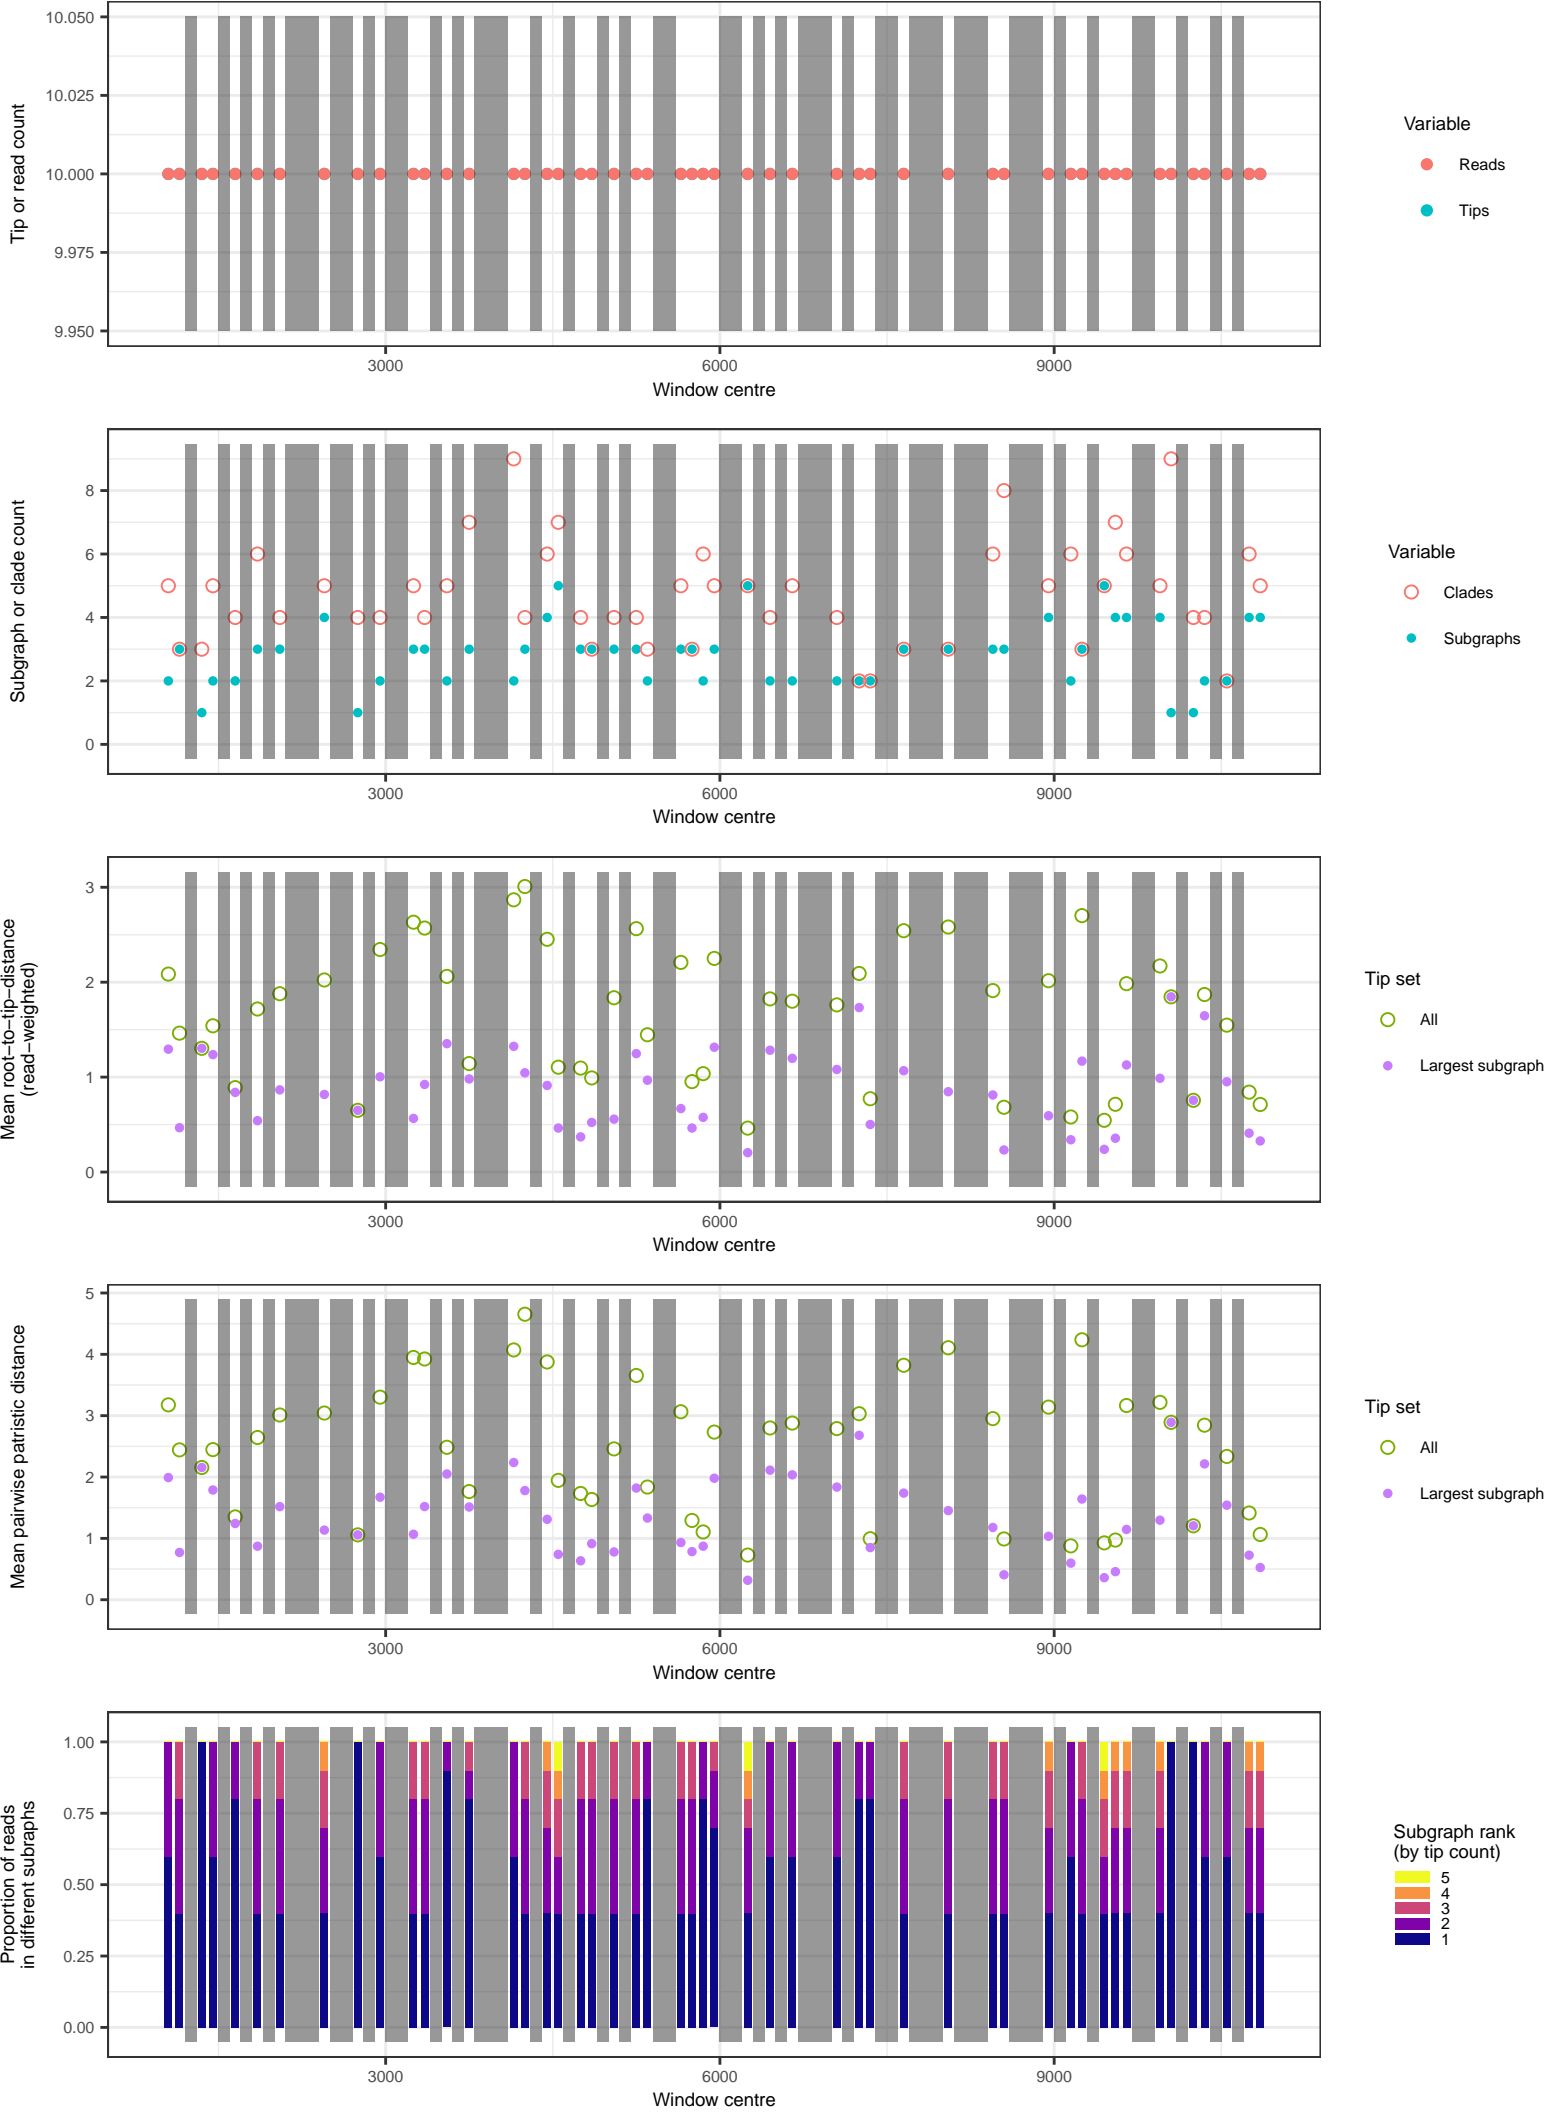 10.050
10.025
10.000
9.975
9.950
Tip or read count
3000 6000 9000
Window centre
Variable
Reads
Tips
8
6
4
2
0
Subgraph or clade count
3000 6000 9000
Window centre
Variable
Clades
Subgraphs
3
2
1
0
Mean root−to−tip−distance
(read−weighted)
3000 6000 9000
Window centre
Tip set
All
Largest subgraph
5
4
3
2
1
0
Mean pairwise patristic distance
3000 6000 9000
Window centre
Tip set
All
Largest subgraph
1.00
0.75
0.50
0.25
0.00
Proportion of reads
in different subraphs
3000 6000 9000
Window centre
Subgraph rank
(by tip count)
5
4
3
2
1